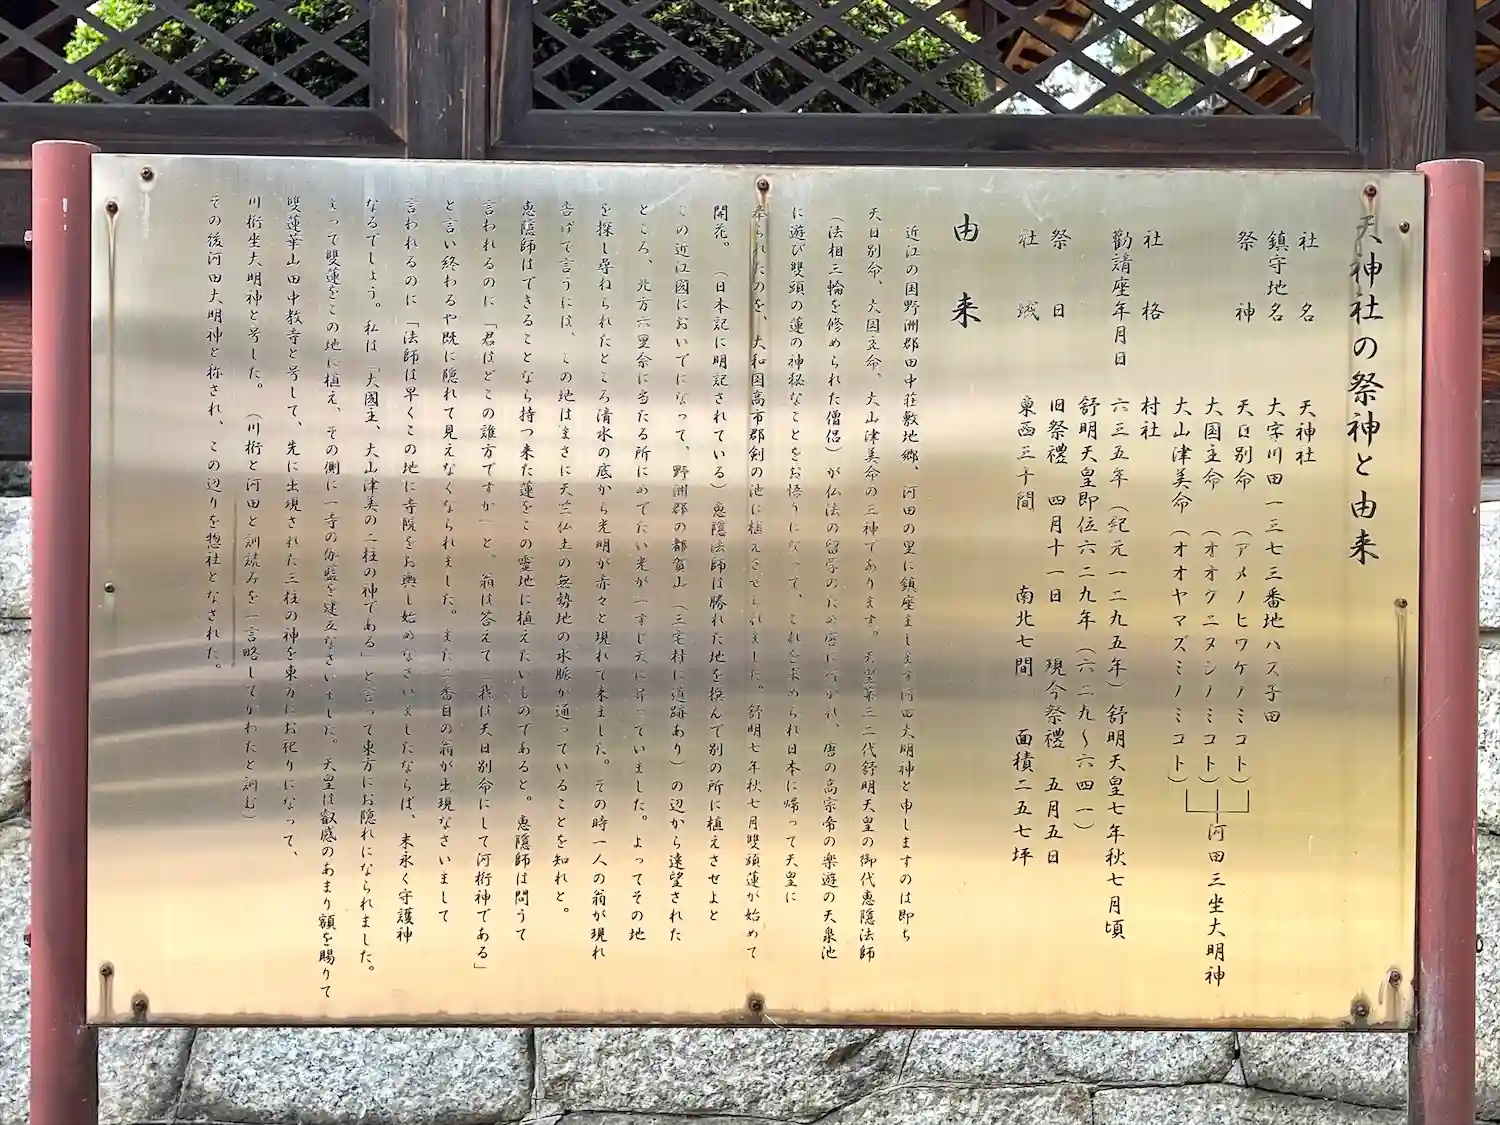 天神社の祭神と由来
社名　天神社
鎮守地名　大字川田一三七三番地ハス子田
祭神　天日別命　（アメノヒワケノミコト）
大国主命　（オオクニヌシノミコト）
大山津美命　（オオヤマズミノミコト）
河田三坐大明神
社格　村社
勸請座年月日　六三五年（紀元一二九五年）舒明天皇七年秋七月頃
舒明天皇即位六二九年（六二九〜六四一）
祭日　旧祭禮　四月十一日　現今祭禮　五月五日
社域　東西三十間　南北七間　面積二五七坪
由来
近江の国野洲郡田中荘敷地郷、河田の里に鎮座まします河田大明神と申しますのは即ち
天日別命、大国主命、大山津美命の三神であります。天皇第三二代舒明天皇の御代恵隠法師
（法相三輪を修められた僧侶）が仏法の留学のため唐に行かれ、唐の高宗帝の楽遊の天泉池
に遊び雙頭の蓮の神秘なことをお悟りになって、これを求められ日本に帰って天皇に
奉られたのを、大和国高市郡剣の池に植えさせられました。舒明七年秋七月雙頭蓮が始めて
開花。（日本記に明記されている）恵隠法師は勝れた地を撰んで別の所に植えさせよと
この近江国においでになって、野洲郡の都賀山（三宅村に遺跡あり）の辺から遠望された
ところ、北方六里余に当たる所にめでたい光が一すじ天に昇っていました。よってその地
を探し尋ねられたところ清水の底から光明が赤々と現れて来ました。その時一人の翁が現れ
告げて言うには、この地はまさに天竺仏生の無勢地の水脈が通っていることを知れと。
恵隠師はできることなら持つ来た蓮をこの霊地に植えたいものであると。恵隠師は問うて
言われるのに「君はどこの誰方ですか」と。翁は答えて「我は天日別命にして河桁神である」
と言い終わるや既に隠れて見えなくなられました。また二番目の翁が出現なさいまして
言われるのに「法師は早くこの地に寺院をお興し始めなさいましたならば、末永く守護神
なるでしょう。私は「大國主、大山津美の二柱の神である」と言って東方にお隠れになられました。
よって雙蓮をこの地に植え、その側に一寺の伽藍を建立なさいました。天皇は叡感のあまり額を賜りて
雙蓮華山田中教寺と号して、先に出現された三柱の神を東方にお祀りになって、
川桁坐大明神と号した。（川桁と河田と訓読みを一言略してかわたと訓む）
その後河田大明神と称され、この辺りを惣社となされた。